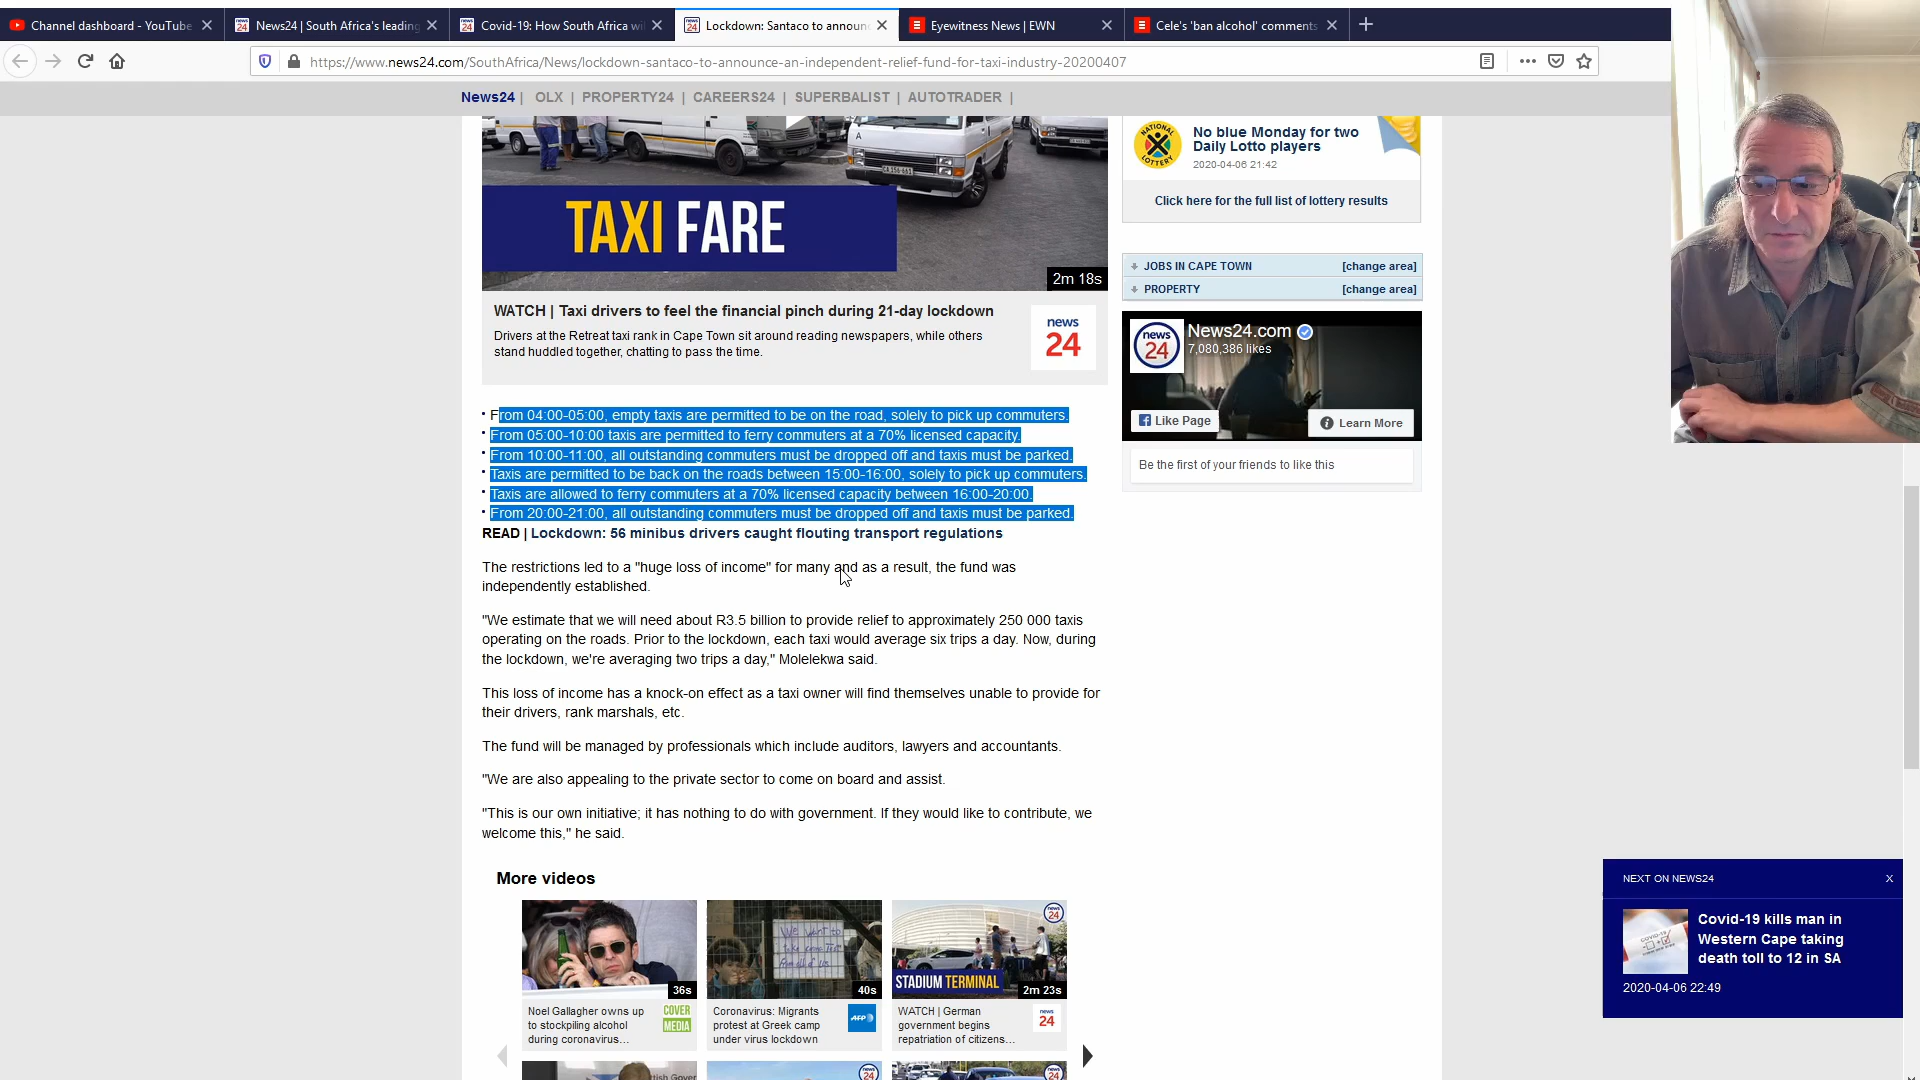 Channel dashboard - YouTube
News24 | South Africa's leading
Covid-19: How South Africa wi
Lockdown: Santaco to announ
Eyewitness News | EWN
Cele's 'ban alcohol' comments
https://www.news24.com/SouthAfrica/News/lockdown-santaco-to-announce-an-independent-relief-fund-for-taxi-industry-20200407
News24 | OLX | PROPERTY24 | CAREERS24 | SUPERBALIST | AUTOTRADER |
TAXI FARE
2m 18s
WATCH | Taxi drivers to feel the financial pinch during 21-day lockdown
Drivers at the Retreat taxi rank in Cape Town sit around reading newspapers, while others
stand huddled together, chatting to pass the time.
news
24
From 04:00-05:00, empty taxis are permitted to be on the road, solely to pick up commuters.
From 05:00-10:00 taxis are permitted to ferry commuters at a 70% licensed capacity.
From 10:00-11:00, all outstanding commuters must be dropped off and taxis must be parked.
Taxis are permitted to be back on the roads between 15:00-16:00, solely to pick up commuters.
Taxis are allowed to ferry commuters at a 70% licensed capacity between 16:00-20:00.
From 20:00-21:00, all outstanding commuters must be dropped off and taxis must be parked.
READ | Lockdown: 56 minibus drivers caught flouting transport regulations
The restrictions led to a "huge loss of income" for many and as a result, the fund was
independently established.
"We estimate that we will need about R3.5 billion to provide relief to approximately 250 000 taxis
operating on the roads. Prior to the lockdown, each taxi would average six trips a day. Now, during
the lockdown, we're averaging two trips a day," Molelekwa said.
This loss of income has a knock-on effect as a taxi owner will find themselves unable to provide for
their drivers, rank marshals, etc.
The fund will be managed by professionals which include auditors, lawyers and accountants.
"We are also appealing to the private sector to come on board and assist.
"This is our own initiative; it has nothing to do with government. If they would like to contribute, we
welcome this," he said.
More videos
36s
Noel Gallagher owns up
to stockpiling alcohol
during coronavirus...
COVER
MEDIA
40s
Coronavirus: Migrants
protest at Greek camp
under virus lockdown
AFP
STADIUM TERMINAL
2m 23s
WATCH | German
government begins
repatriation of citizens...
news
24
NATIONAL
LOTTERY
No blue Monday for two
Daily Lotto players
2020-04-06 21:42
Click here for the full list of lottery results
JOBS IN CAPE TOWN [change area]
PROPERTY [change area]
news
24
News24.com
7,080,386 likes
Like Page
Learn More
Be the first of your friends to like this
NEXT ON NEWS24 X
Covid-19 kills man in
Western Cape taking
death toll to 12 in SA
2020-04-06 22:49